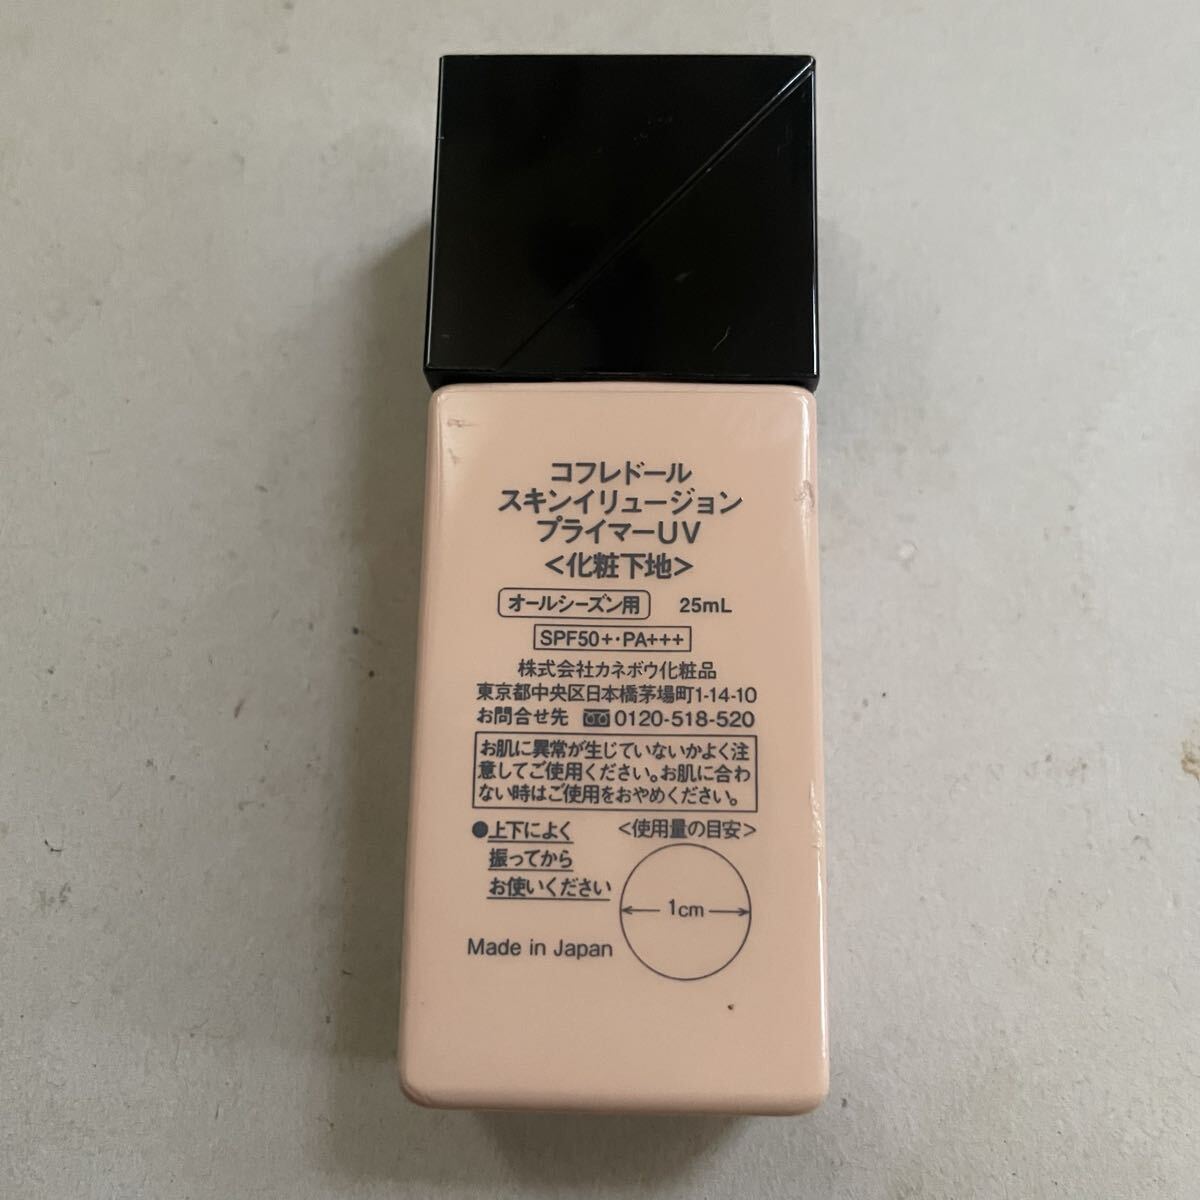 コフレドール
スキンイリュージョン
プライマーUV
<化粧下地>
オールシーズン用 25mL
SPF50+・PA+++
株式会社カネボウ化粧品
東京都中央区日本橋茅場町1-14-10
お問合せ先 0120-518-520
お肌に異常が生じていないかよく注
意してご使用ください。お肌に合わ
ない時はご使用をおやめください。
●上下によく
振ってから
お使いください
<使用量の目安>
1cm
Made in Japan